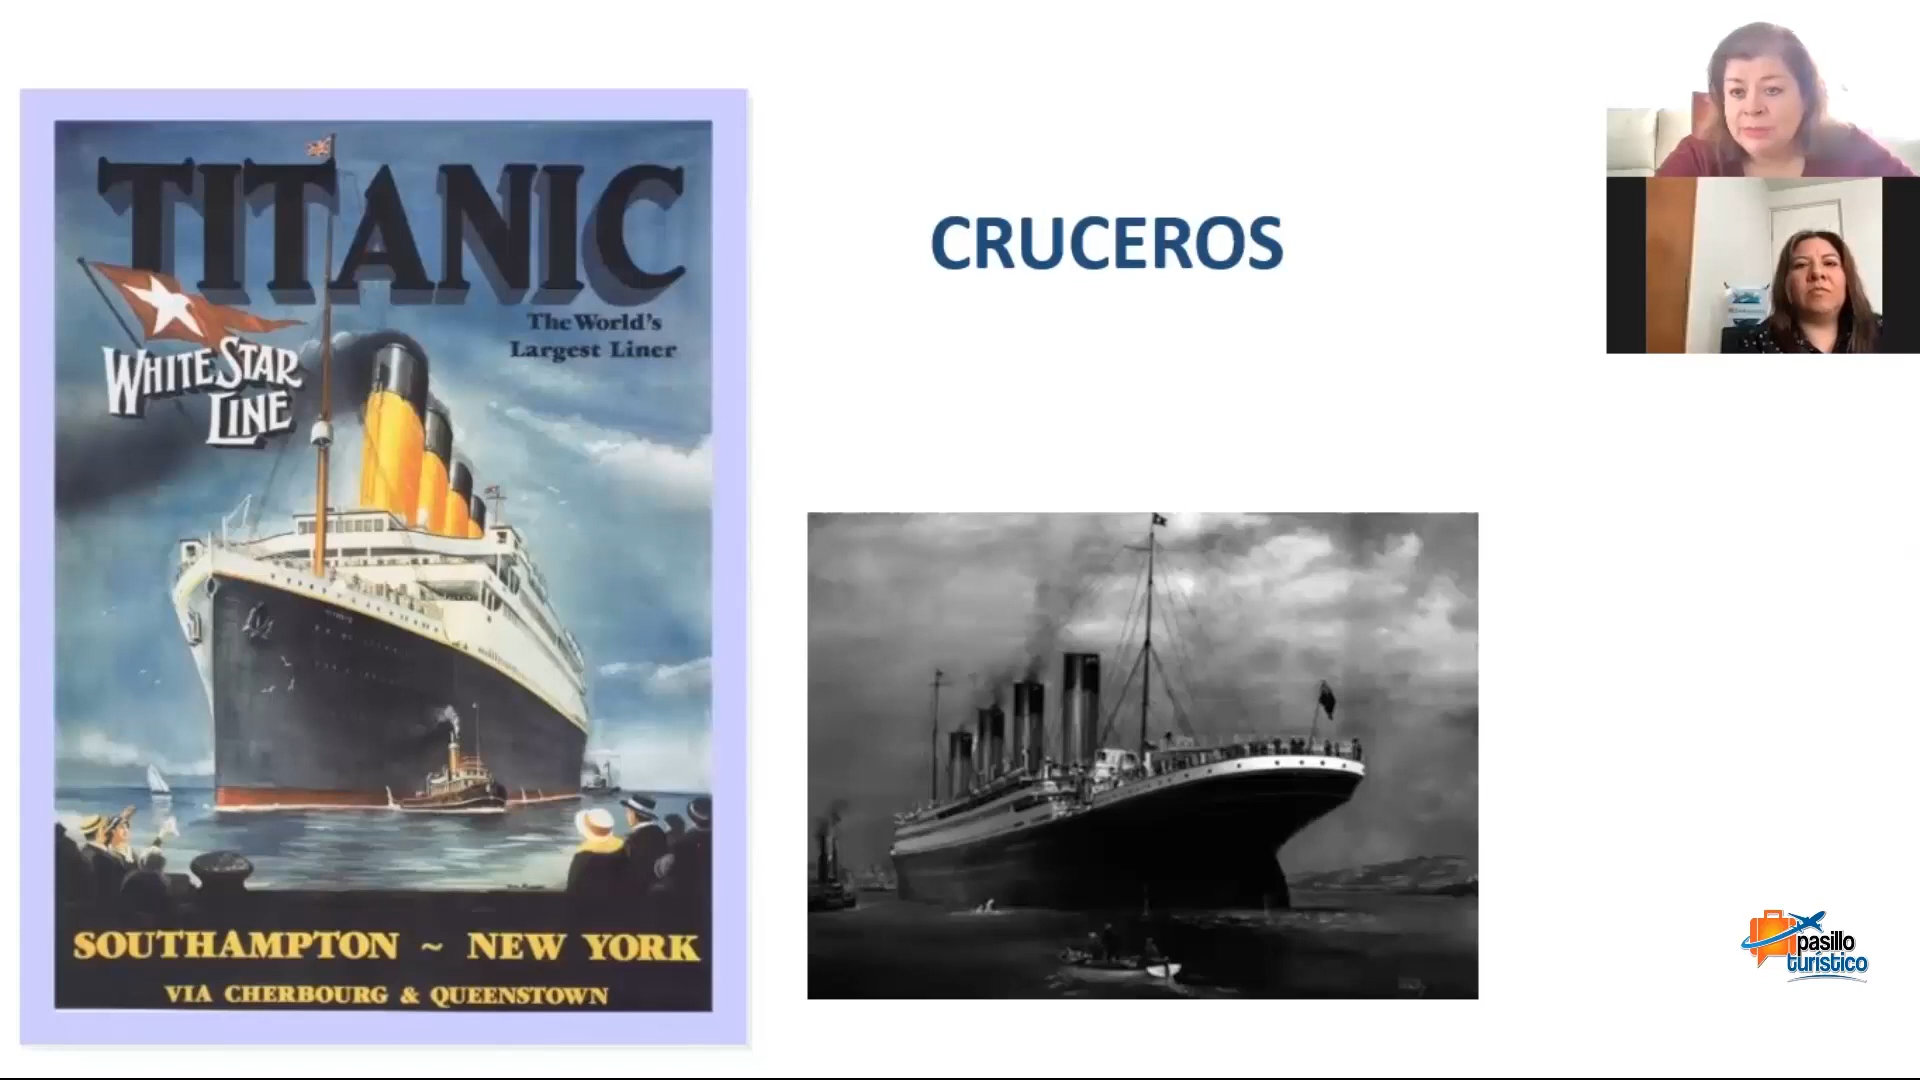 TITANIC
The World's
Largest Liner
WHITE STAR
LINE
SOUTHAMPTON ~ NEW YORK
VIA CHERBOURG & QUEENSTOWN
CRUCEROS
pasillo
turístico